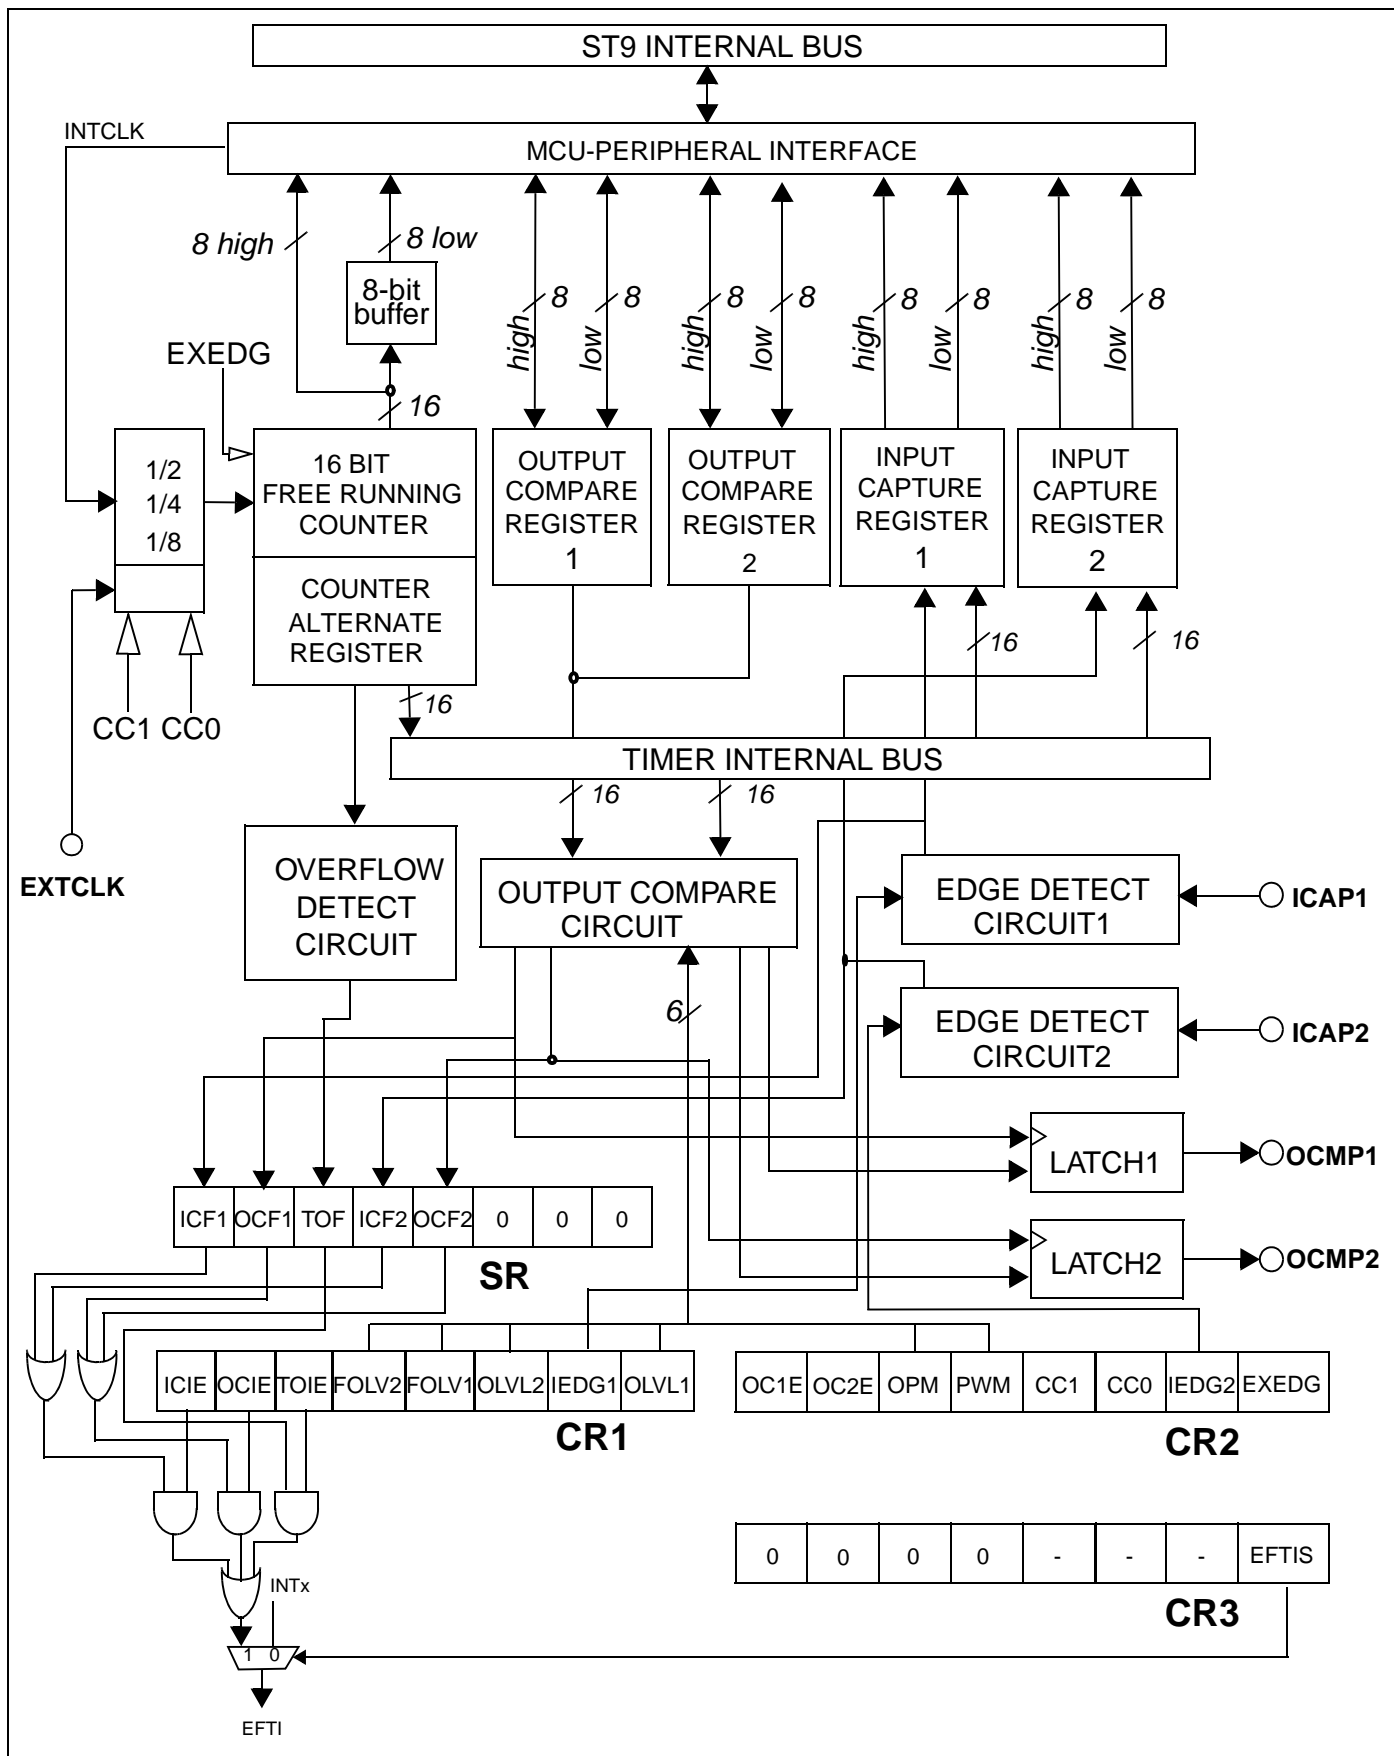 ST9 INTERNAL BUS
INTCLK
MCU-PERIPHERAL INTERFACE
8 high
8 low
8-bit
buffer
EXEDG
16
high
8
low
8
high
8
low
8
high
8
low
8
high
8
low
8
1/2
1/4
1/8
16 BIT
FREE RUNNING
COUNTER
COUNTER
ALTERNATE
REGISTER
OUTPUT
COMPARE
REGISTER
1
OUTPUT
COMPARE
REGISTER
2
INPUT
CAPTURE
REGISTER
1
INPUT
CAPTURE
REGISTER
2
16
16
16
CC1 CC0
TIMER INTERNAL BUS
16
16
EXTCLK
OVERFLOW
DETECT
CIRCUIT
OUTPUT COMPARE
CIRCUIT
EDGE DETECT
CIRCUIT1
ICAP1
6
EDGE DETECT
CIRCUIT2
ICAP2
LATCH1
OCMP1
LATCH2
OCMP2
ICF1 OCF1 TOF ICF2 OCF2 0 0 0
SR
ICIE OCIE TOIE FOLV2 FOLV1 OLVL2 IEDG1 OLVL1
CR1
OC1E OC2E OPM PWM CC1 CC0 IEDG2 EXEDG
CR2
0 0 0 0 - - - EFTIS
CR3
INTx
1 0
EFTI